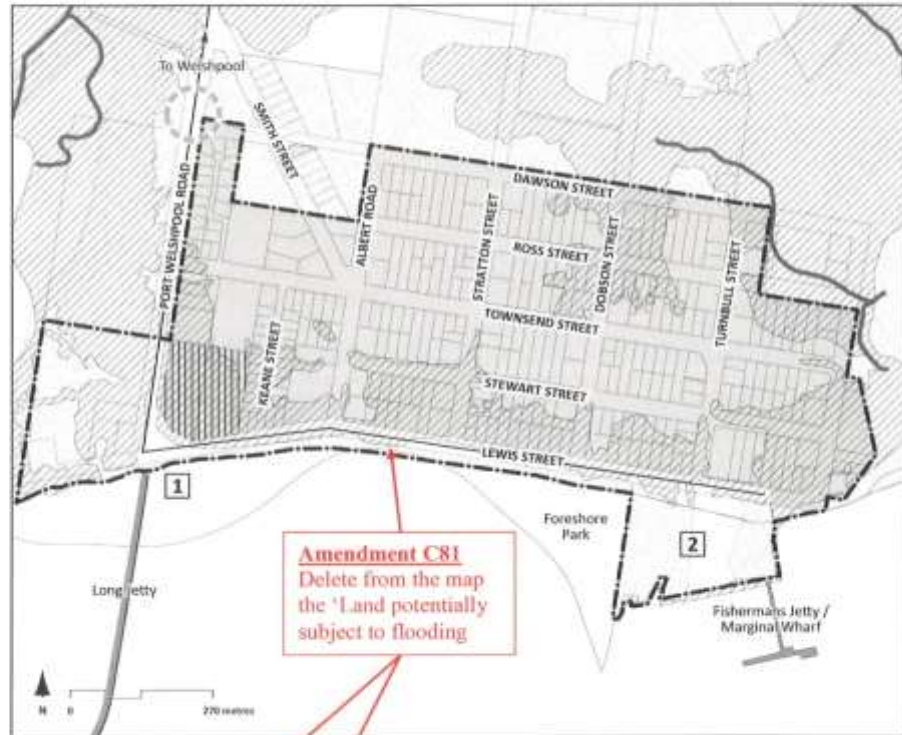 To Welshpool
SMITH STREET
PORT WELSHPOOL ROAD
ALBERT ROAD
DAWSON STREET
STRATTON STREET
ROSS STREET
DOBSON STREET
TURNBULL STREET
TOWNSEND STREET
KEANE STREET
STEWART STREET
LEWIS STREET
1
Foreshore
Park
2
Amendment C81
Delete from the map
the ‘Land potentially
subject to flooding
Long Jetty
Fishermans Jetty /
Marginal Wharf
N 0 270 metres